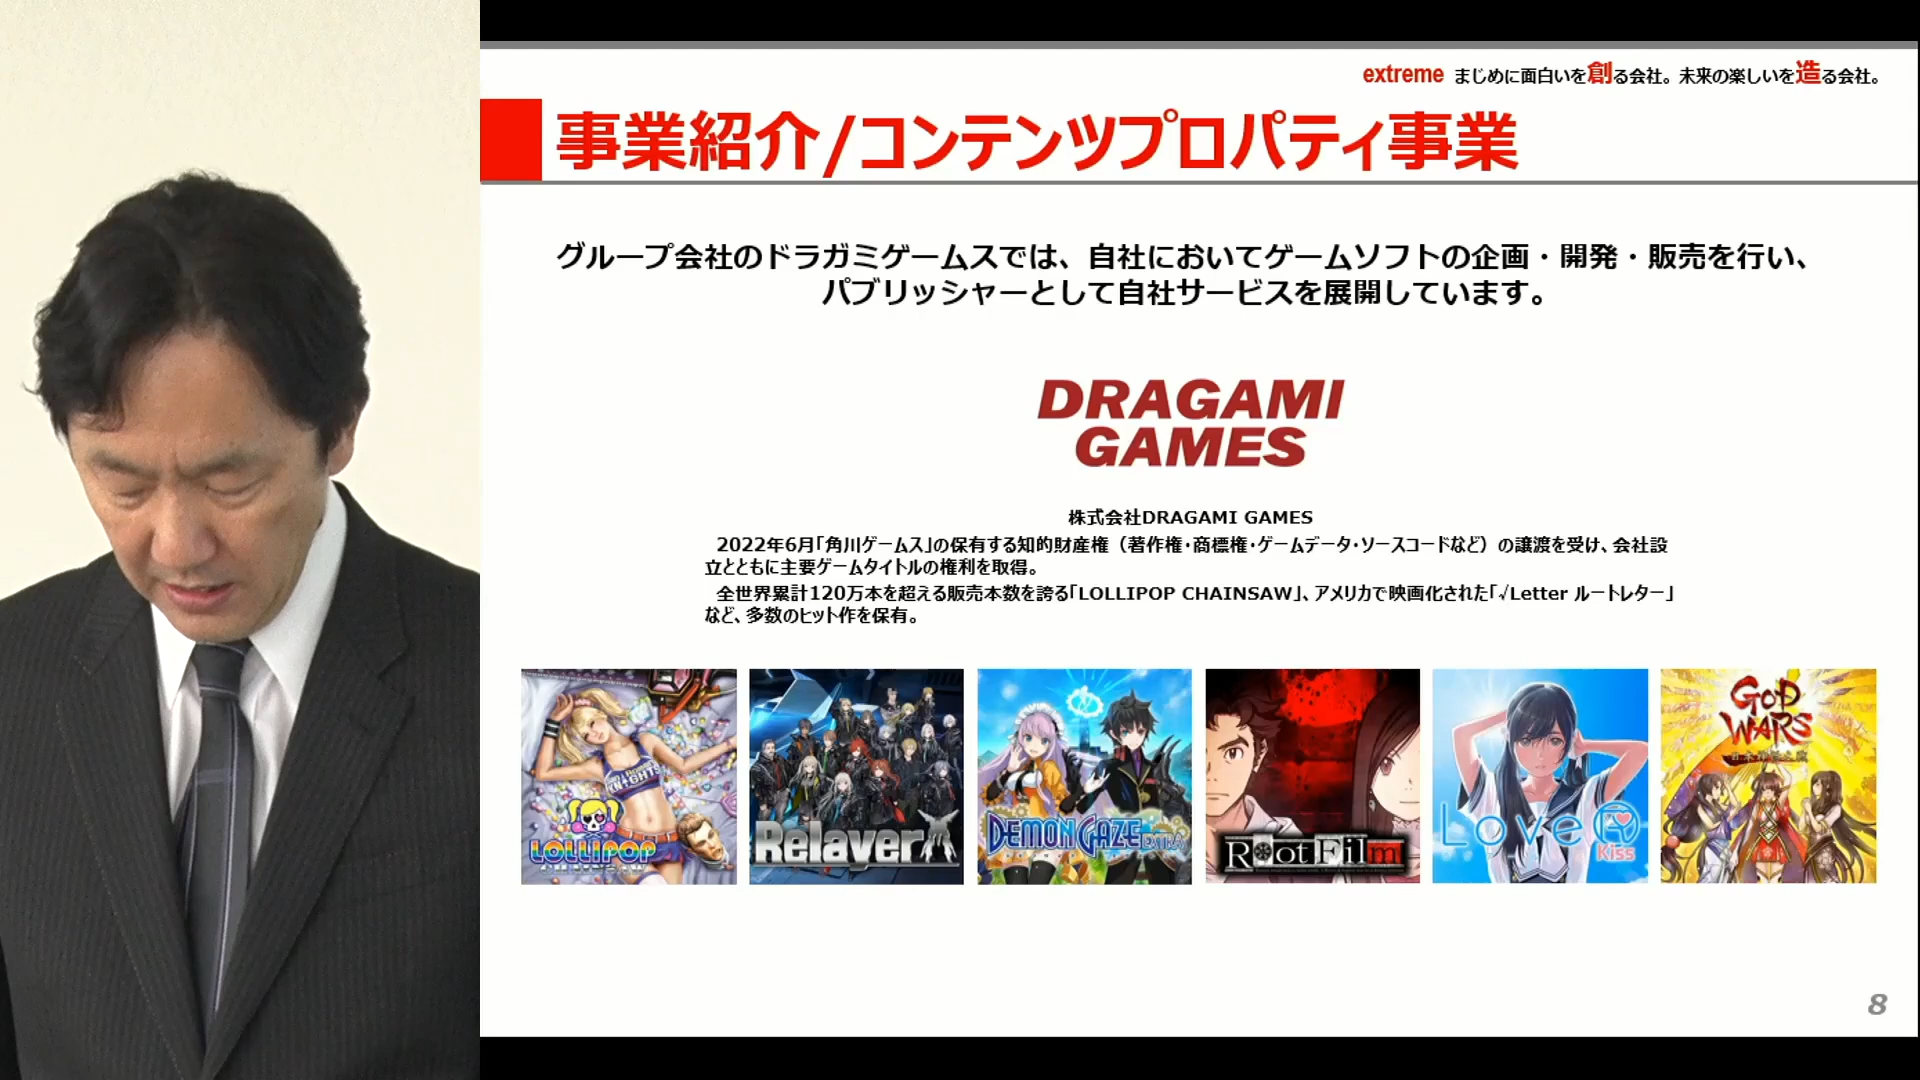 extreme まじめに面白いを創る会社。未来の楽しいを造る会社。
事業紹介/コンテンツプロパティ事業
グループ会社のドラガミゲームスでは、自社においてゲームソフトの企画・開発・販売を行い、
パブリッシャーとして自社サービスを展開しています。
DRAGAMI
GAMES
株式会社DRAGAMI GAMES
2022年6月「角川ゲームス」の保有する知的財産権（著作権・商標権・ゲームデータ・ソースコードなど）の譲渡を受け、会社設
立とともに主要ゲームタイトルの権利を取得。
全世界累計120万本を超える販売本数を誇る「LOLLIPOP CHAINSAW」、アメリカで映画化された「√Letter ルートレター」
など、多数のヒット作を保有。
KNIGHTS
LOLLIPOP
CHAINSAW
Relayer
DEMON GAZE EXTRA
Root Film
LoveR
Kiss
GOD
WARS
8